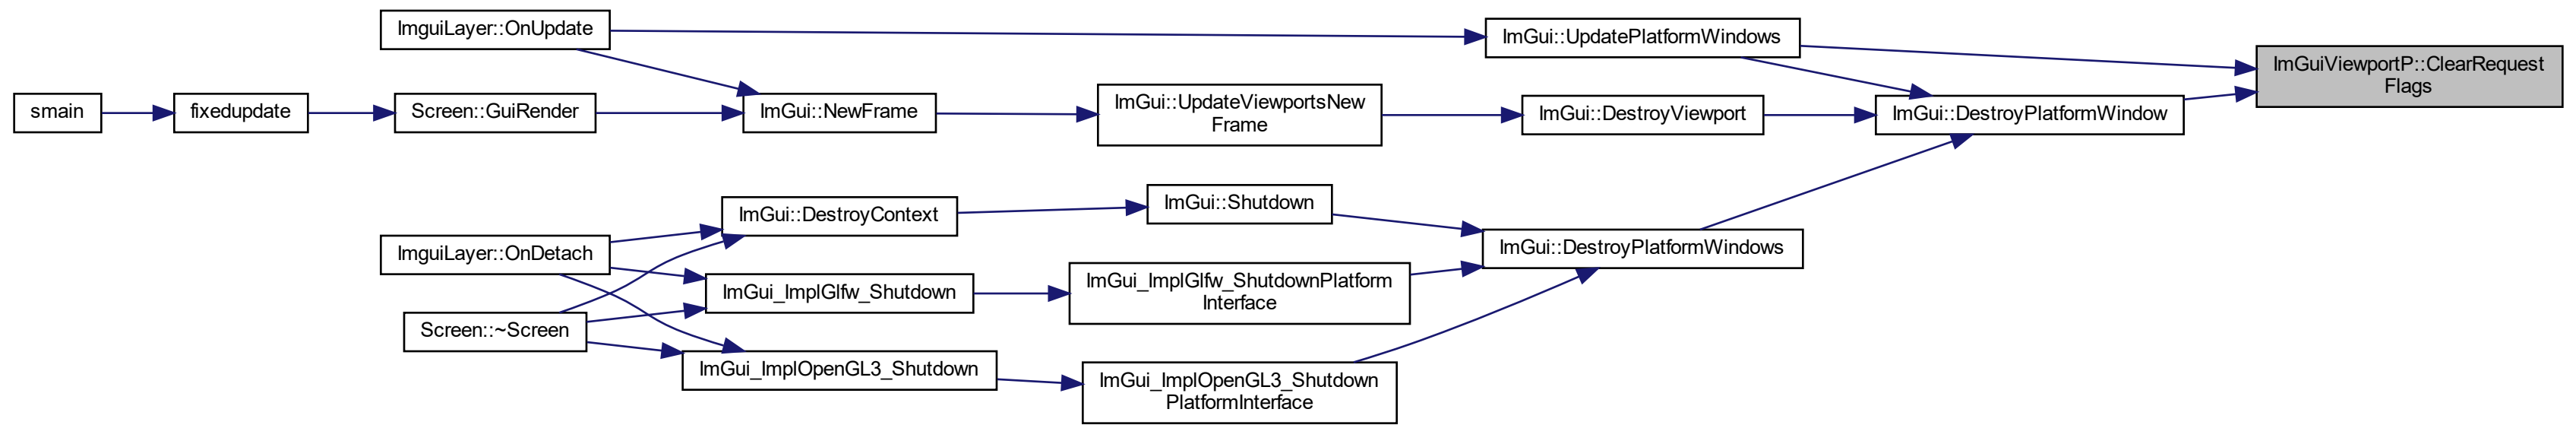 ImguiLayer::OnUpdate
ImGui::UpdatePlatformWindows
ImGuiViewportP::ClearRequest
Flags
smain
fixedupdate
Screen::GuiRender
ImGui::NewFrame
ImGui::UpdateViewportsNew
Frame
ImGui::DestroyViewport
ImGui::DestroyPlatformWindow
ImGui::DestroyContext
ImGui::Shutdown
ImguiLayer::OnDetach
ImGui::DestroyPlatformWindows
ImGui_ImplGlfw_Shutdown
ImGui_ImplGlfw_ShutdownPlatform
Interface
Screen::~Screen
ImGui_ImplOpenGL3_Shutdown
ImGui_ImplOpenGL3_Shutdown
PlatformInterface